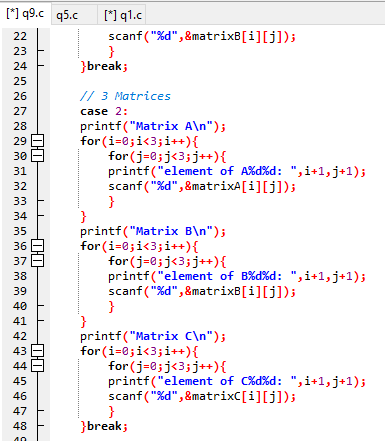 [*] q9.c q5.c [*] q1.c
22 scanf("%d",&matrixB[i][j]);
23 }
24 }break;
25
26 // 3 Matrices
27 case 2:
28 printf("Matrix A\n");
29 for(i=0;i<3;i++){
30 for(j=0;j<3;j++){
31 printf("element of A%d%d: ",i+1,j+1);
32 scanf("%d",&matrixA[i][j]);
33 }
34 }
35 printf("Matrix B\n");
36 for(i=0;i<3;i++){
37 for(j=0;j<3;j++){
38 printf("element of B%d%d: ",i+1,j+1);
39 scanf("%d",&matrixB[i][j]);
40 }
41 }
42 printf("Matrix C\n");
43 for(i=0;i<3;i++){
44 for(j=0;j<3;j++){
45 printf("element of C%d%d: ",i+1,j+1);
46 scanf("%d",&matrixC[i][j]);
47 }
48 }break;
49